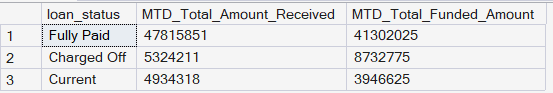 loan_status MTD_Total_Amount_Received MTD_Total_Funded_Amount
1 Fully Paid 47815851 41302025
2 Charged Off 5324211 8732775
3 Current 4934318 3946625